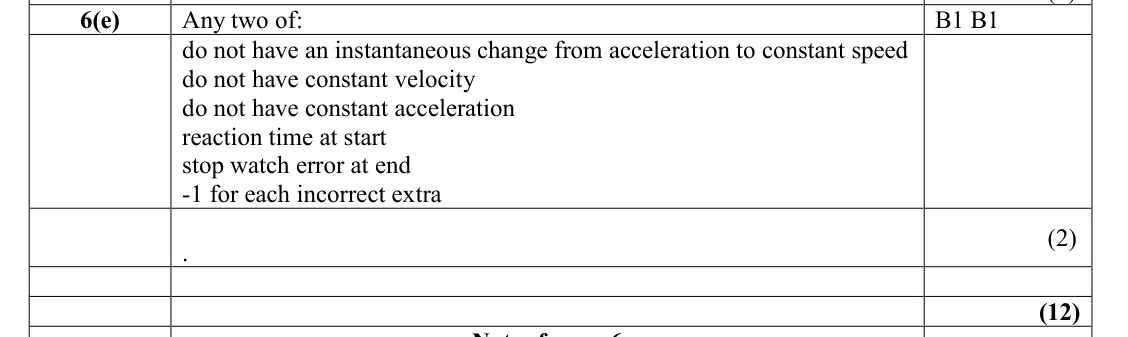 6(e) Any two of: B1 B1
do not have an instantaneous change from acceleration to constant speed
do not have constant velocity
do not have constant acceleration
reaction time at start
stop watch error at end
-1 for each incorrect extra
(2)
.
(12)